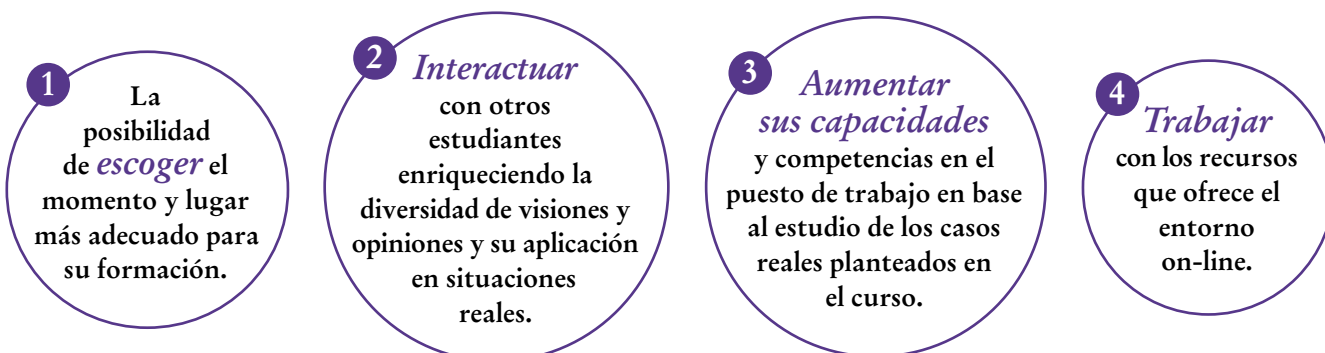 1
La
posibilidad
de escoger el
momento y lugar
más adecuado para
su formación.
2
Interactuar
con otros
estudiantes
enriqueciendo la
diversidad de visiones y
opiniones y su aplicación
en situaciones
reales.
3
Aumentar
sus capacidades
y competencias en el
puesto de trabajo en base
al estudio de los casos
reales planteados en
el curso.
4
Trabajar
con los recursos
que ofrece el
entorno
on-line.